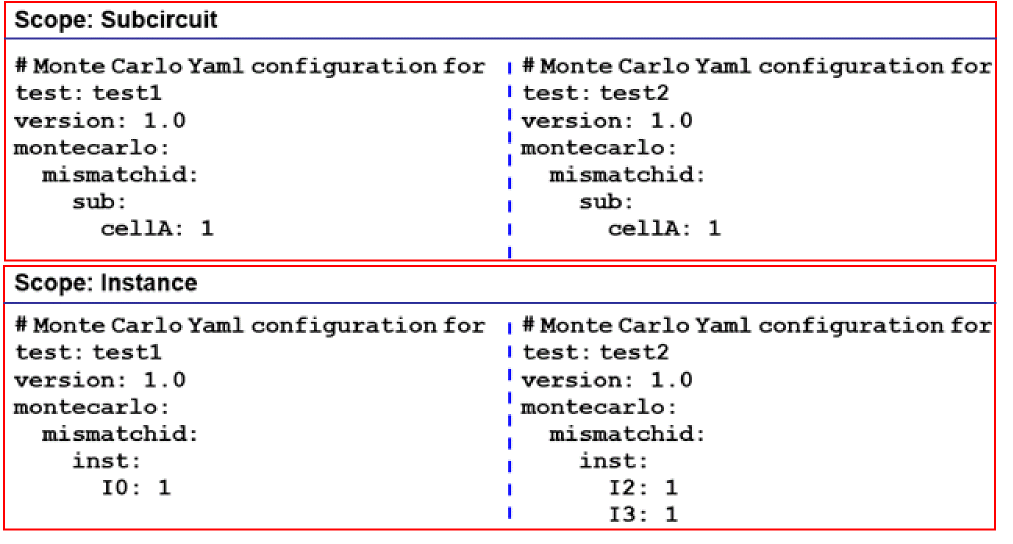 Scope: Subcircuit
# Monte Carlo Yaml configuration for
test: test1
version: 1.0
montecarlo:
  mismatchid:
    sub:
      cellA: 1
# Monte Carlo Yaml configuration for
test: test2
version: 1.0
montecarlo:
  mismatchid:
    sub:
      cellA: 1
Scope: Instance
# Monte Carlo Yaml configuration for
test: test1
version: 1.0
montecarlo:
  mismatchid:
    inst:
      I0: 1
# Monte Carlo Yaml configuration for
test: test2
version: 1.0
montecarlo:
  mismatchid:
    inst:
      I2: 1
      I3: 1